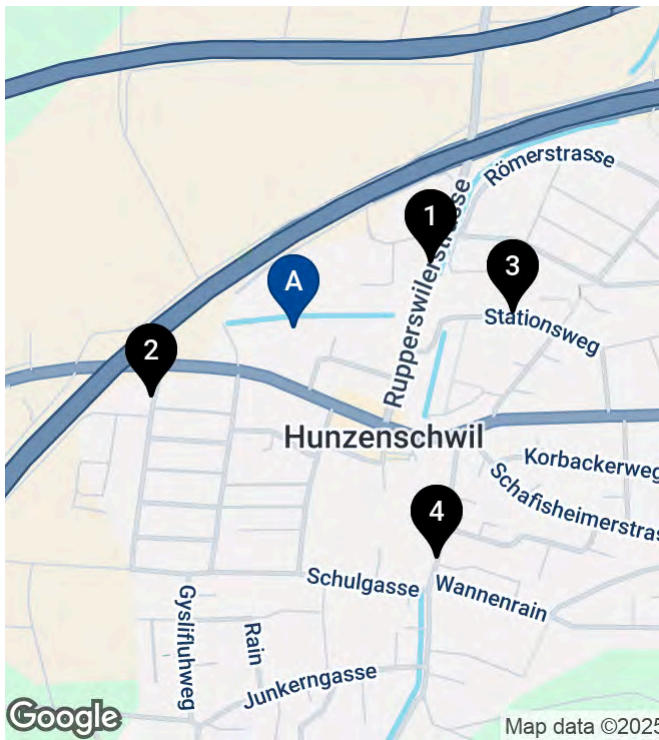 Römerstrasse
1
Rupperswilerstrasse
3
A
Stationsweg
2
Hunzenschwil
Korbackerweg
Schafisheimerstras
4
Schulgasse
Wannenrain
Gyslifluhweg
Rain
Junkerngasse
Google
Map data ©2025